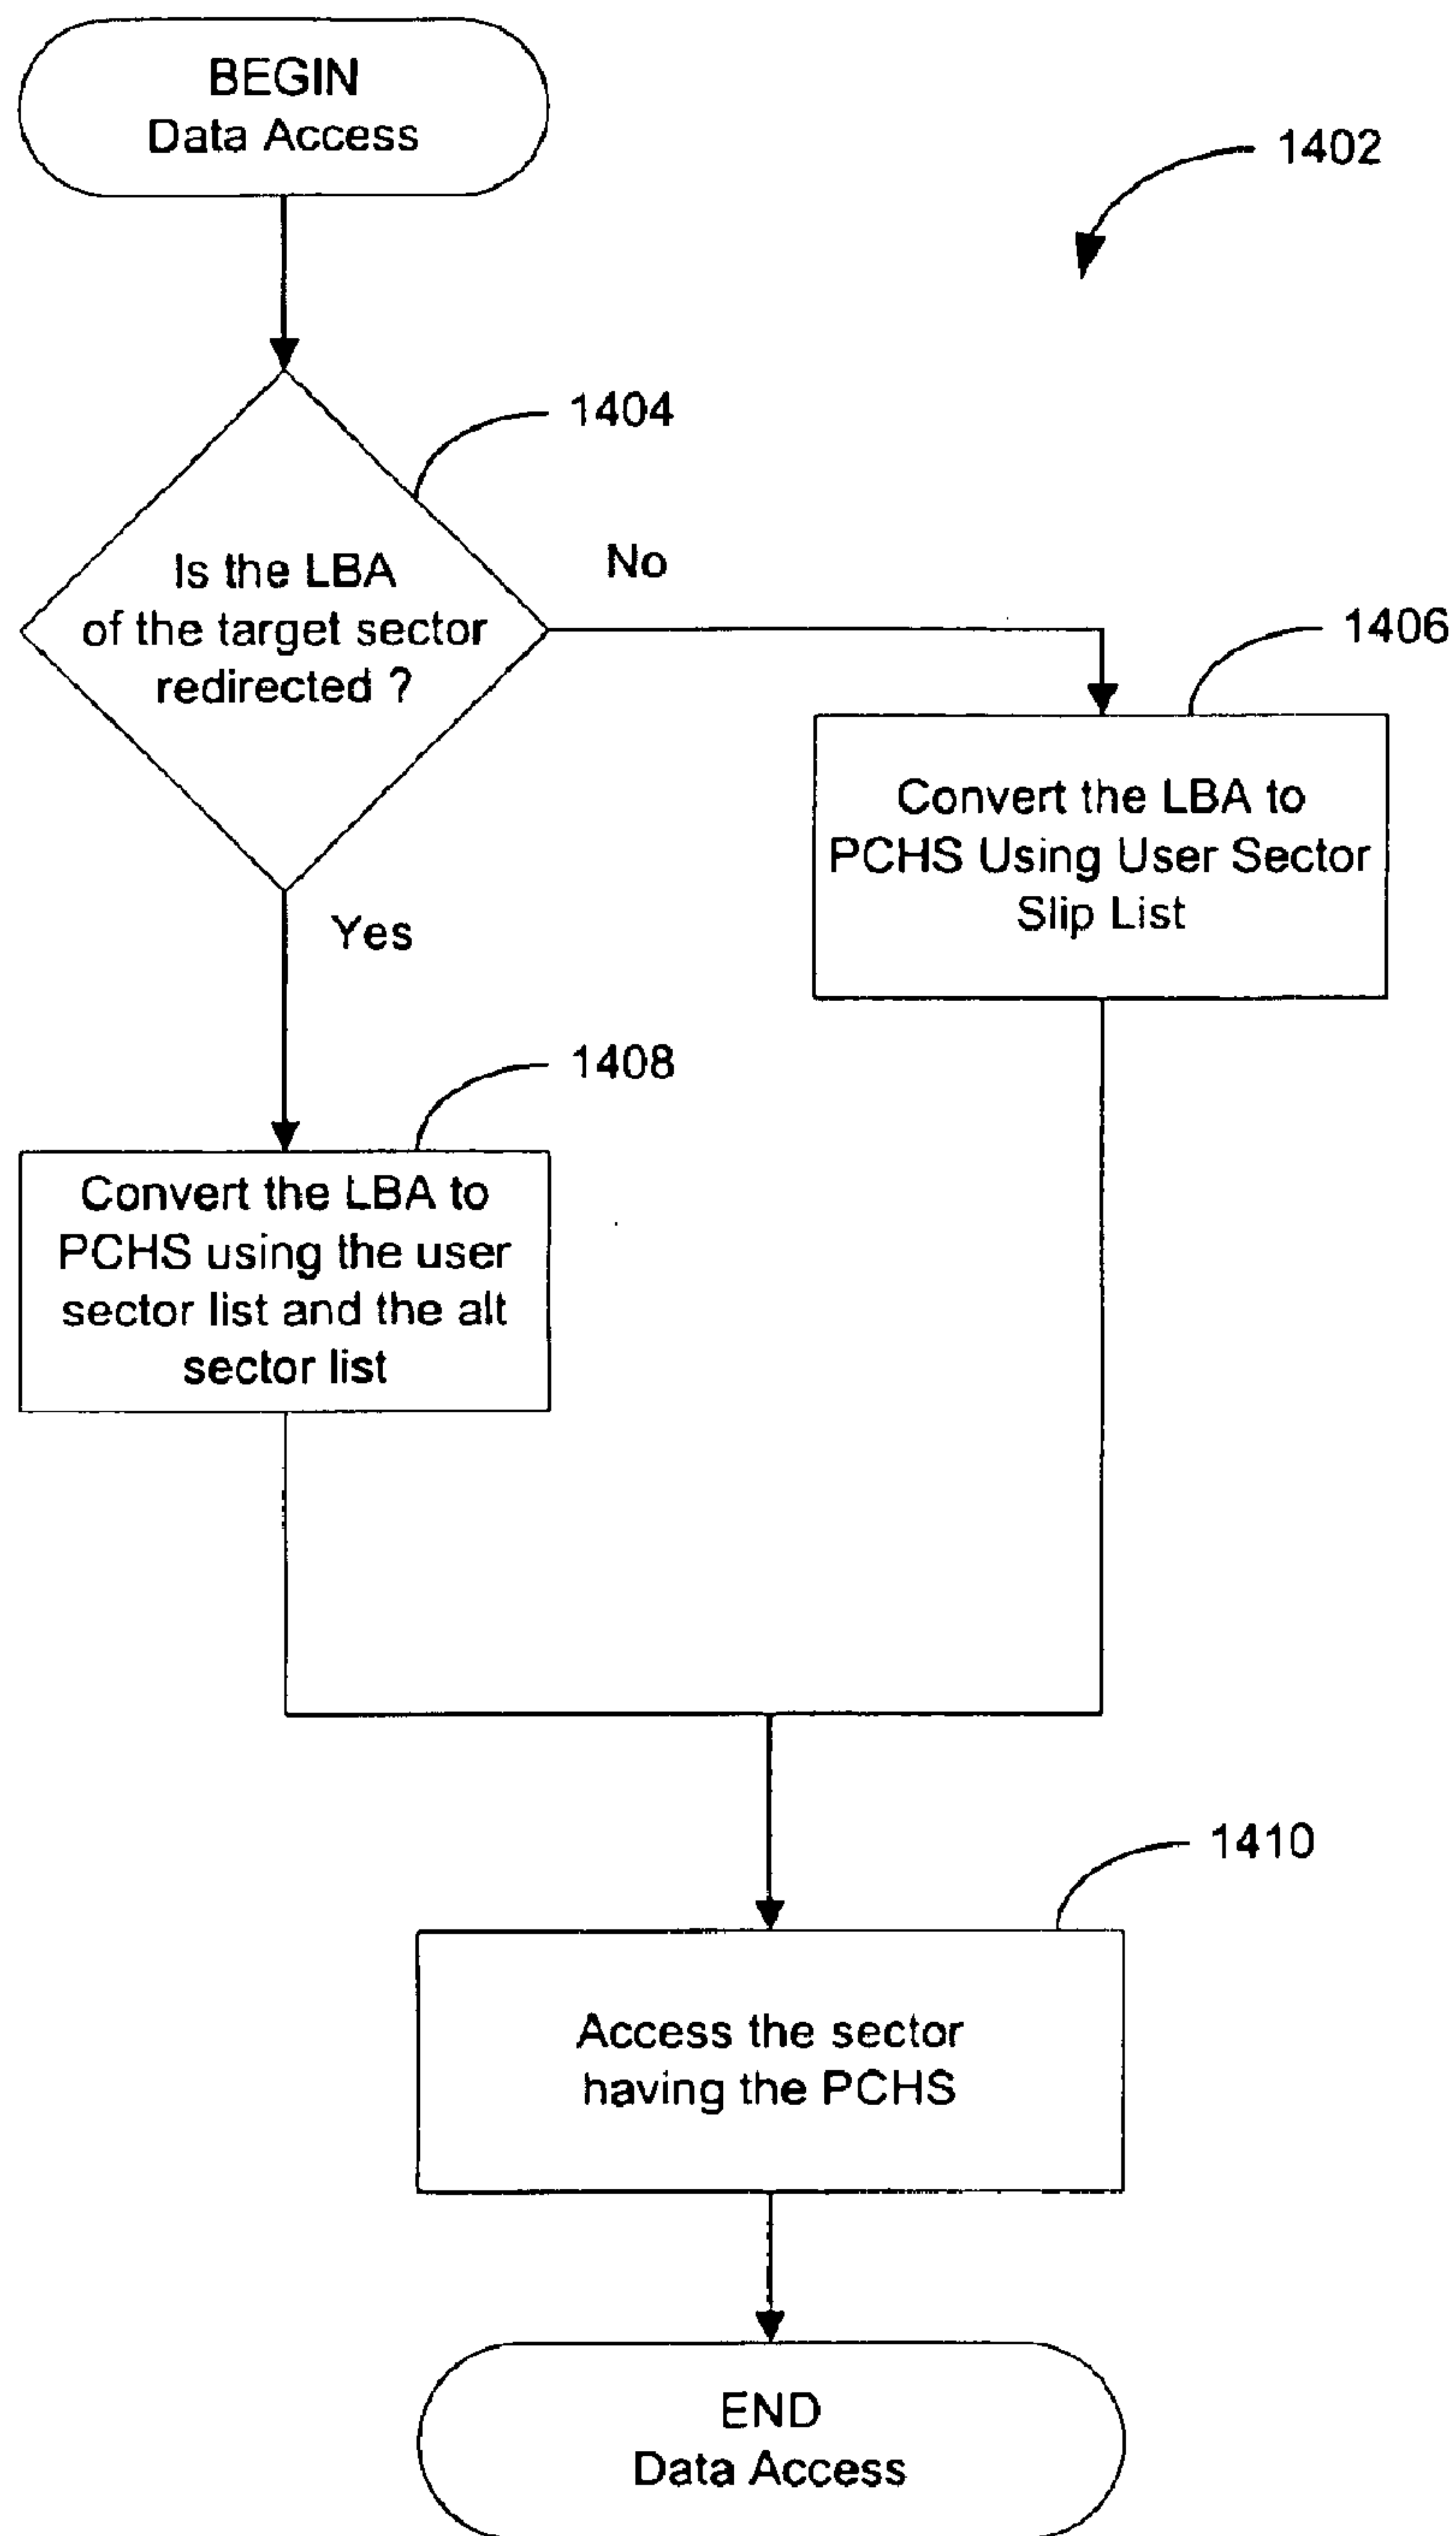 BEGIN
Data Access
1402
1404
Is the LBA
of the target sector
redirected ?
No
1406
Convert the LBA to
PCHS Using User Sector
Slip List
Yes
1408
Convert the LBA to
PCHS using the user
sector list and the alt
sector list
1410
Access the sector
having the PCHS
END
Data Access